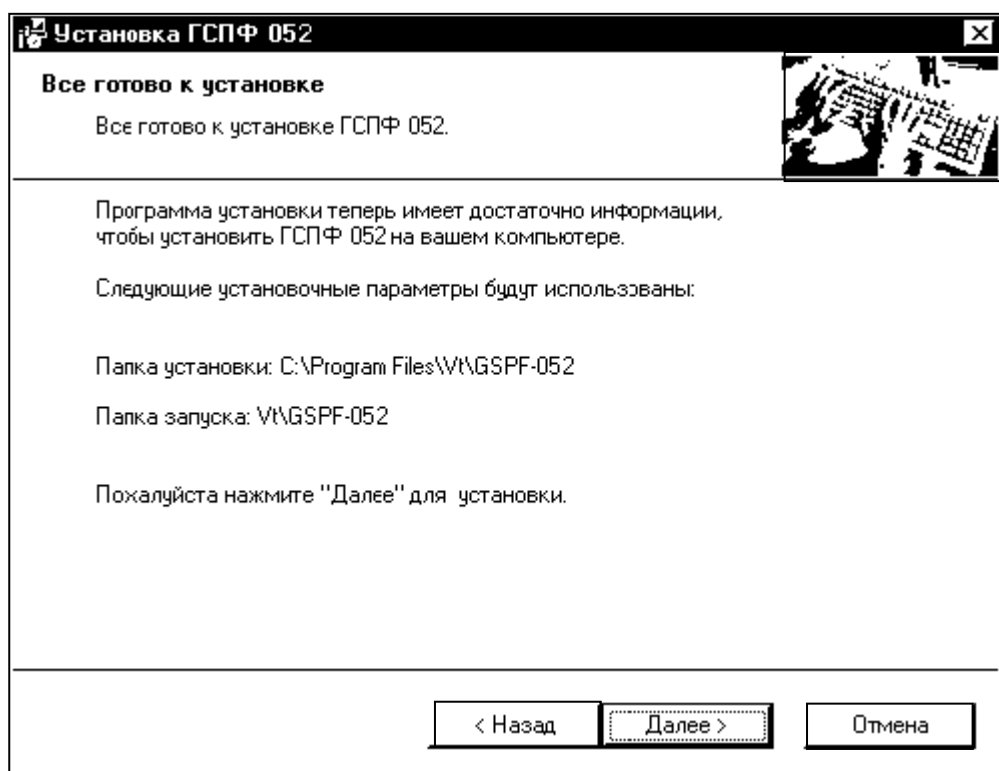 Установка ГСПФ 052
Все готово к установке
Все готово к установке ГСПФ 052.
Программа установки теперь имеет достаточно информации,
чтобы установить ГСПФ 052 на вашем компьютере.
Следующие установочные параметры будут использованы:
Папка установки: C:\Program Files\Vt\GSPF-052
Папка запуска: Vt\GSPF-052
Пожалуйста нажмите "Далее" для установки.
< Назад
Далее >
Отмена